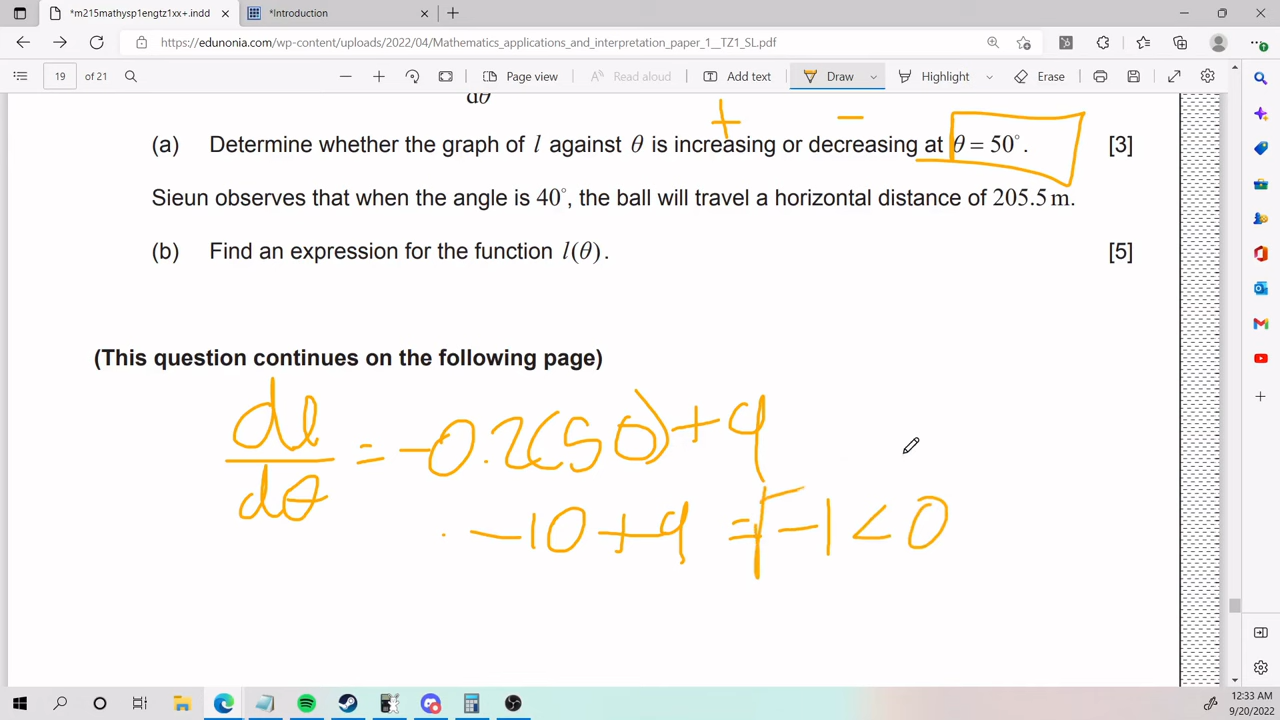 *m215mathysp1engtz1xx+.indd
*Introduction
https://edunonia.com/wp-content/uploads/2022/04/Mathematics_applications_and_interpretation_paper_1__TZ1_SL.pdf
19 of 21
Page view
Read aloud
Add text
Draw
Highlight
Erase
dθ
+ −
(a) Determine whether the graph of l against θ is increasing or decreasing at θ = 50°. [3]
Sieun observes that when the angle is 40°, the ball will travel a horizontal distance of 205.5 m.
(b) Find an expression for the function l(θ). [5]
(This question continues on the following page)
dl/dθ = −0.2(50) + 9
−10 + 9 = −1 < 0
12:33 AM
9/20/2022